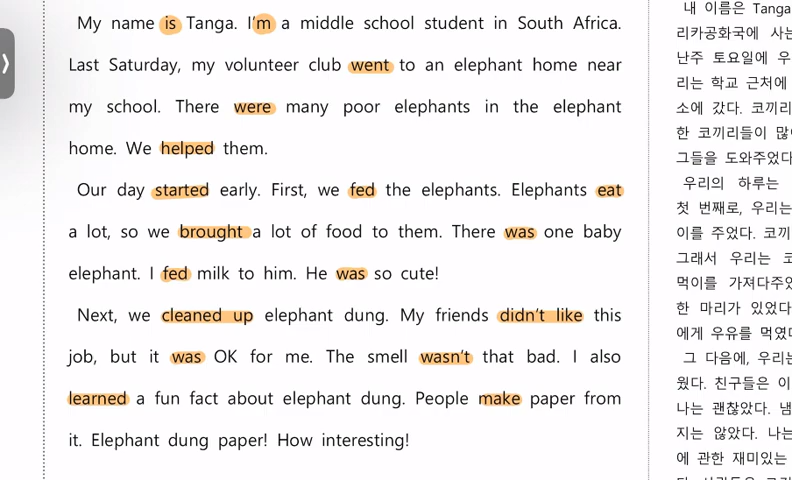 My name is Tanga. I'm a middle school student in South Africa.
Last Saturday, my volunteer club went to an elephant home near
my school. There were many poor elephants in the elephant
home. We helped them.
Our day started early. First, we fed the elephants. Elephants eat
a lot, so we brought a lot of food to them. There was one baby
elephant. I fed milk to him. He was so cute!
Next, we cleaned up elephant dung. My friends didn't like this
job, but it was OK for me. The smell wasn't that bad. I also
learned a fun fact about elephant dung. People make paper from
it. Elephant dung paper! How interesting!
내 이름은 Tanga
리카공화국에 사는
난주 토요일에 우
리는 학교 근처에
소에 갔다. 코끼리
한 코끼리들이 많
그들을 도와주었다
우리의 하루는
첫 번째로, 우리는
이를 주었다. 코끼
그래서 우리는 코
먹이를 가져다주었
한 마리가 있었다
에게 우유를 먹였
그 다음에, 우리는
웠다. 친구들은 이
나는 괜찮았다. 냄
지는 않았다. 나는
에 관한 재미있는